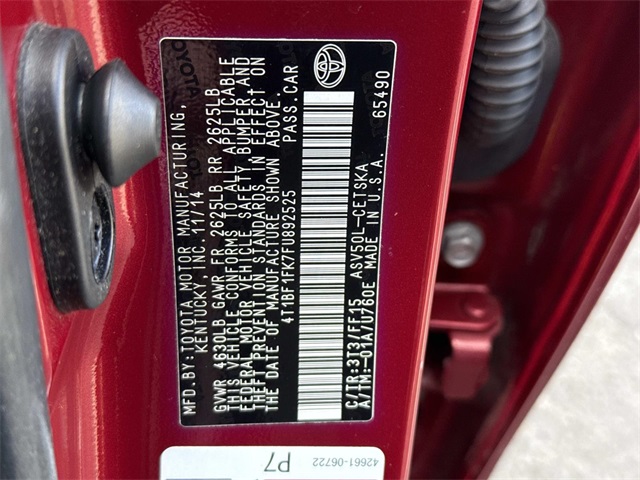 MFD. BY: TOYOTA MOTOR MANUFACTURING,
KENTUCKY, INC. 11/14
GVWR 4630LB GAWR FR 2625LB RR 2625LB
THIS VEHICLE CONFORMS TO ALL APPLICABLE
FEDERAL MOTOR VEHICLE SAFETY, BUMPER, AND
THEFT PREVENTION STANDARDS IN EFFECT ON
THE DATE OF MANUFACTURE SHOWN ABOVE.
4T1BF1FK7FU892525 PASS. CAR
C/TR: 3T3/FF15 ASV50L-CETSKA
A/TM: -01A/U760E MADE IN U.S.A. 65490
42661-06722
P7